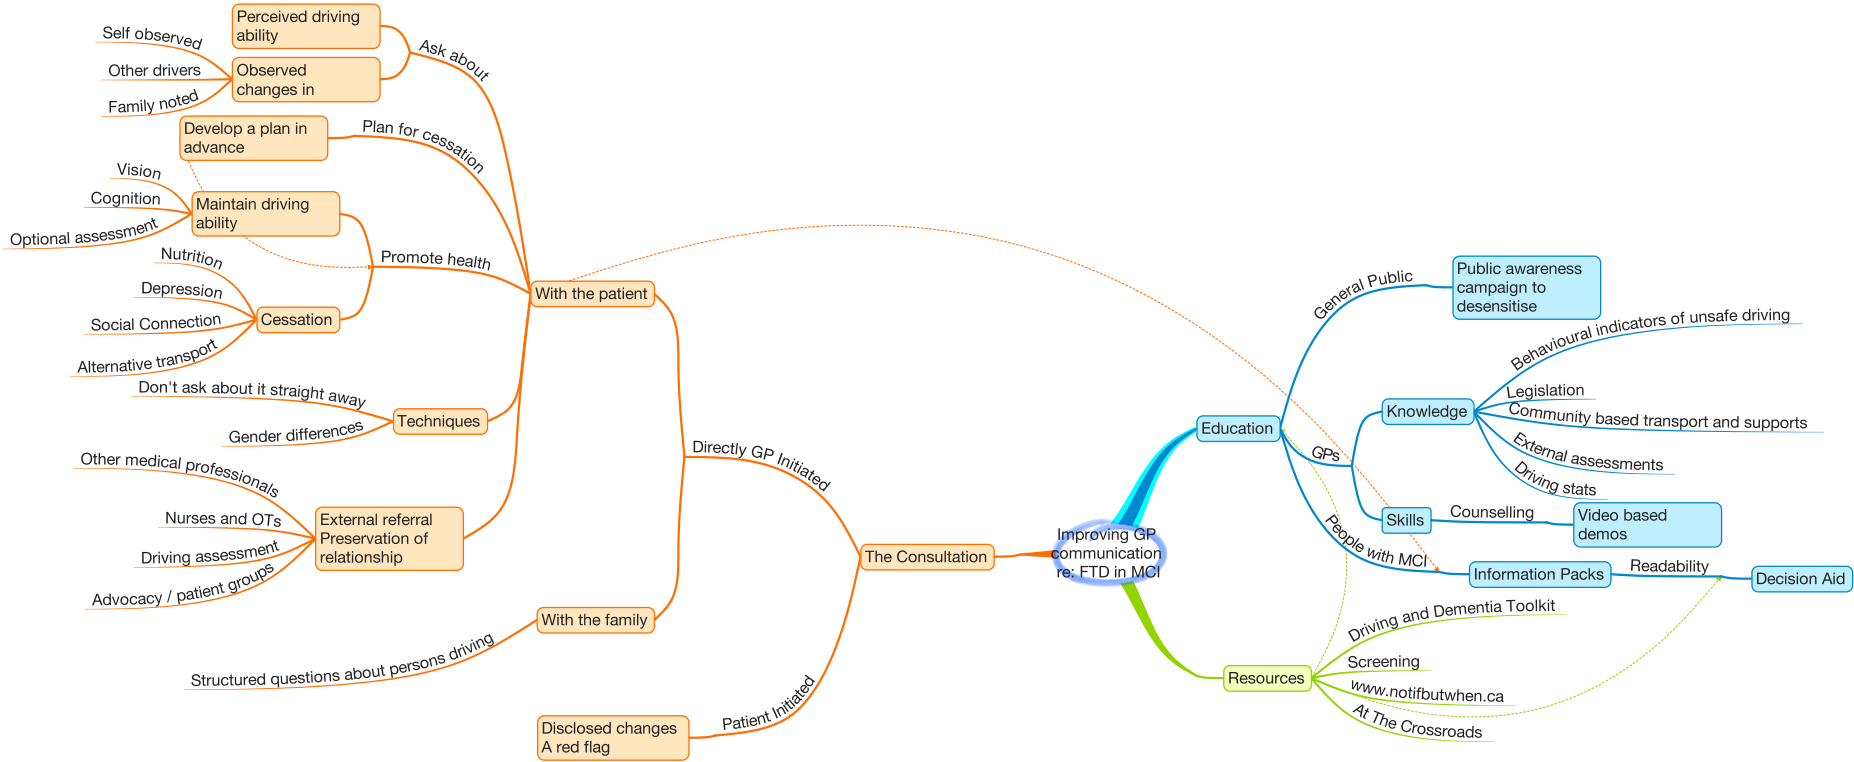 Improving GP
communication
re: FTD in MCI
Education
General Public
Public awareness
campaign to
desensitise
GPs
Knowledge
Behavioural indicators of unsafe driving
Legislation
Community based transport and supports
External assessments
Driving stats
Skills
Counselling
Video based
demos
People with MCI
Information Packs
Readability
Decision Aid
Resources
Driving and Dementia Toolkit
Screening
www.notifbutwhen.ca
At The Crossroads
The Consultation
Directly GP Initiated
With the patient
Ask about
Perceived driving
ability
Observed
changes in
Self observed
Other drivers
Family noted
Plan for cessation
Develop a plan in
advance
Promote health
Maintain driving
ability
Vision
Cognition
Optional assessment
Cessation
Nutrition
Depression
Social Connection
Alternative transport
Techniques
Don't ask about it straight away
Gender differences
External referral
Preservation of
relationship
Other medical professionals
Nurses and OTs
Driving assessment
Advocacy / patient groups
With the family
Structured questions about persons driving
Patient Initiated
Disclosed changes
A red flag